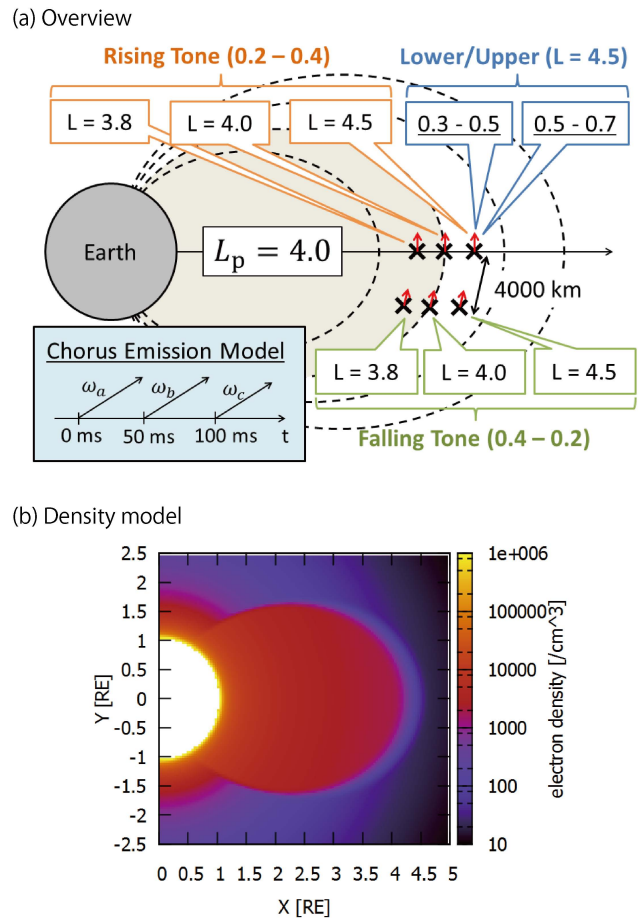 (a) Overview
Rising Tone (0.2 – 0.4)
Lower/Upper (L = 4.5)
L = 3.8
L = 4.0
L = 4.5
0.3 - 0.5
0.5 - 0.7
Earth
Lp = 4.0
4000 km
Chorus Emission Model
ωa
ωb
ωc
0 ms
50 ms
100 ms
t
L = 3.8
L = 4.0
L = 4.5
Falling Tone (0.4 – 0.2)
(b) Density model
2.5
2
1.5
1
0.5
0
-0.5
-1
-1.5
-2
-2.5
Y [RE]
0
0.5
1
1.5
2
2.5
3
3.5
4
4.5
5
X [RE]
1e+006
100000
10000
1000
100
10
electron density [/cm^3]